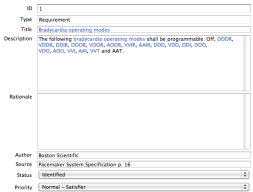 ID 1
Type Requirement
Title Bradycardia operating modes
Description The following bradycardia operating modes shall be programmable: Off, DDDR,
VDDR, DDIR, DOOR, VOOR, AOOR, VVIR, AAIR, DDD, VDD, DDI, DOO,
VOO, AOO, VVI, AAI, VVT and AAT.
Rationale
Author Boston Scientific
Source Pacemaker System Specification p. 16
Status Identified
Priority Normal - Satisfier